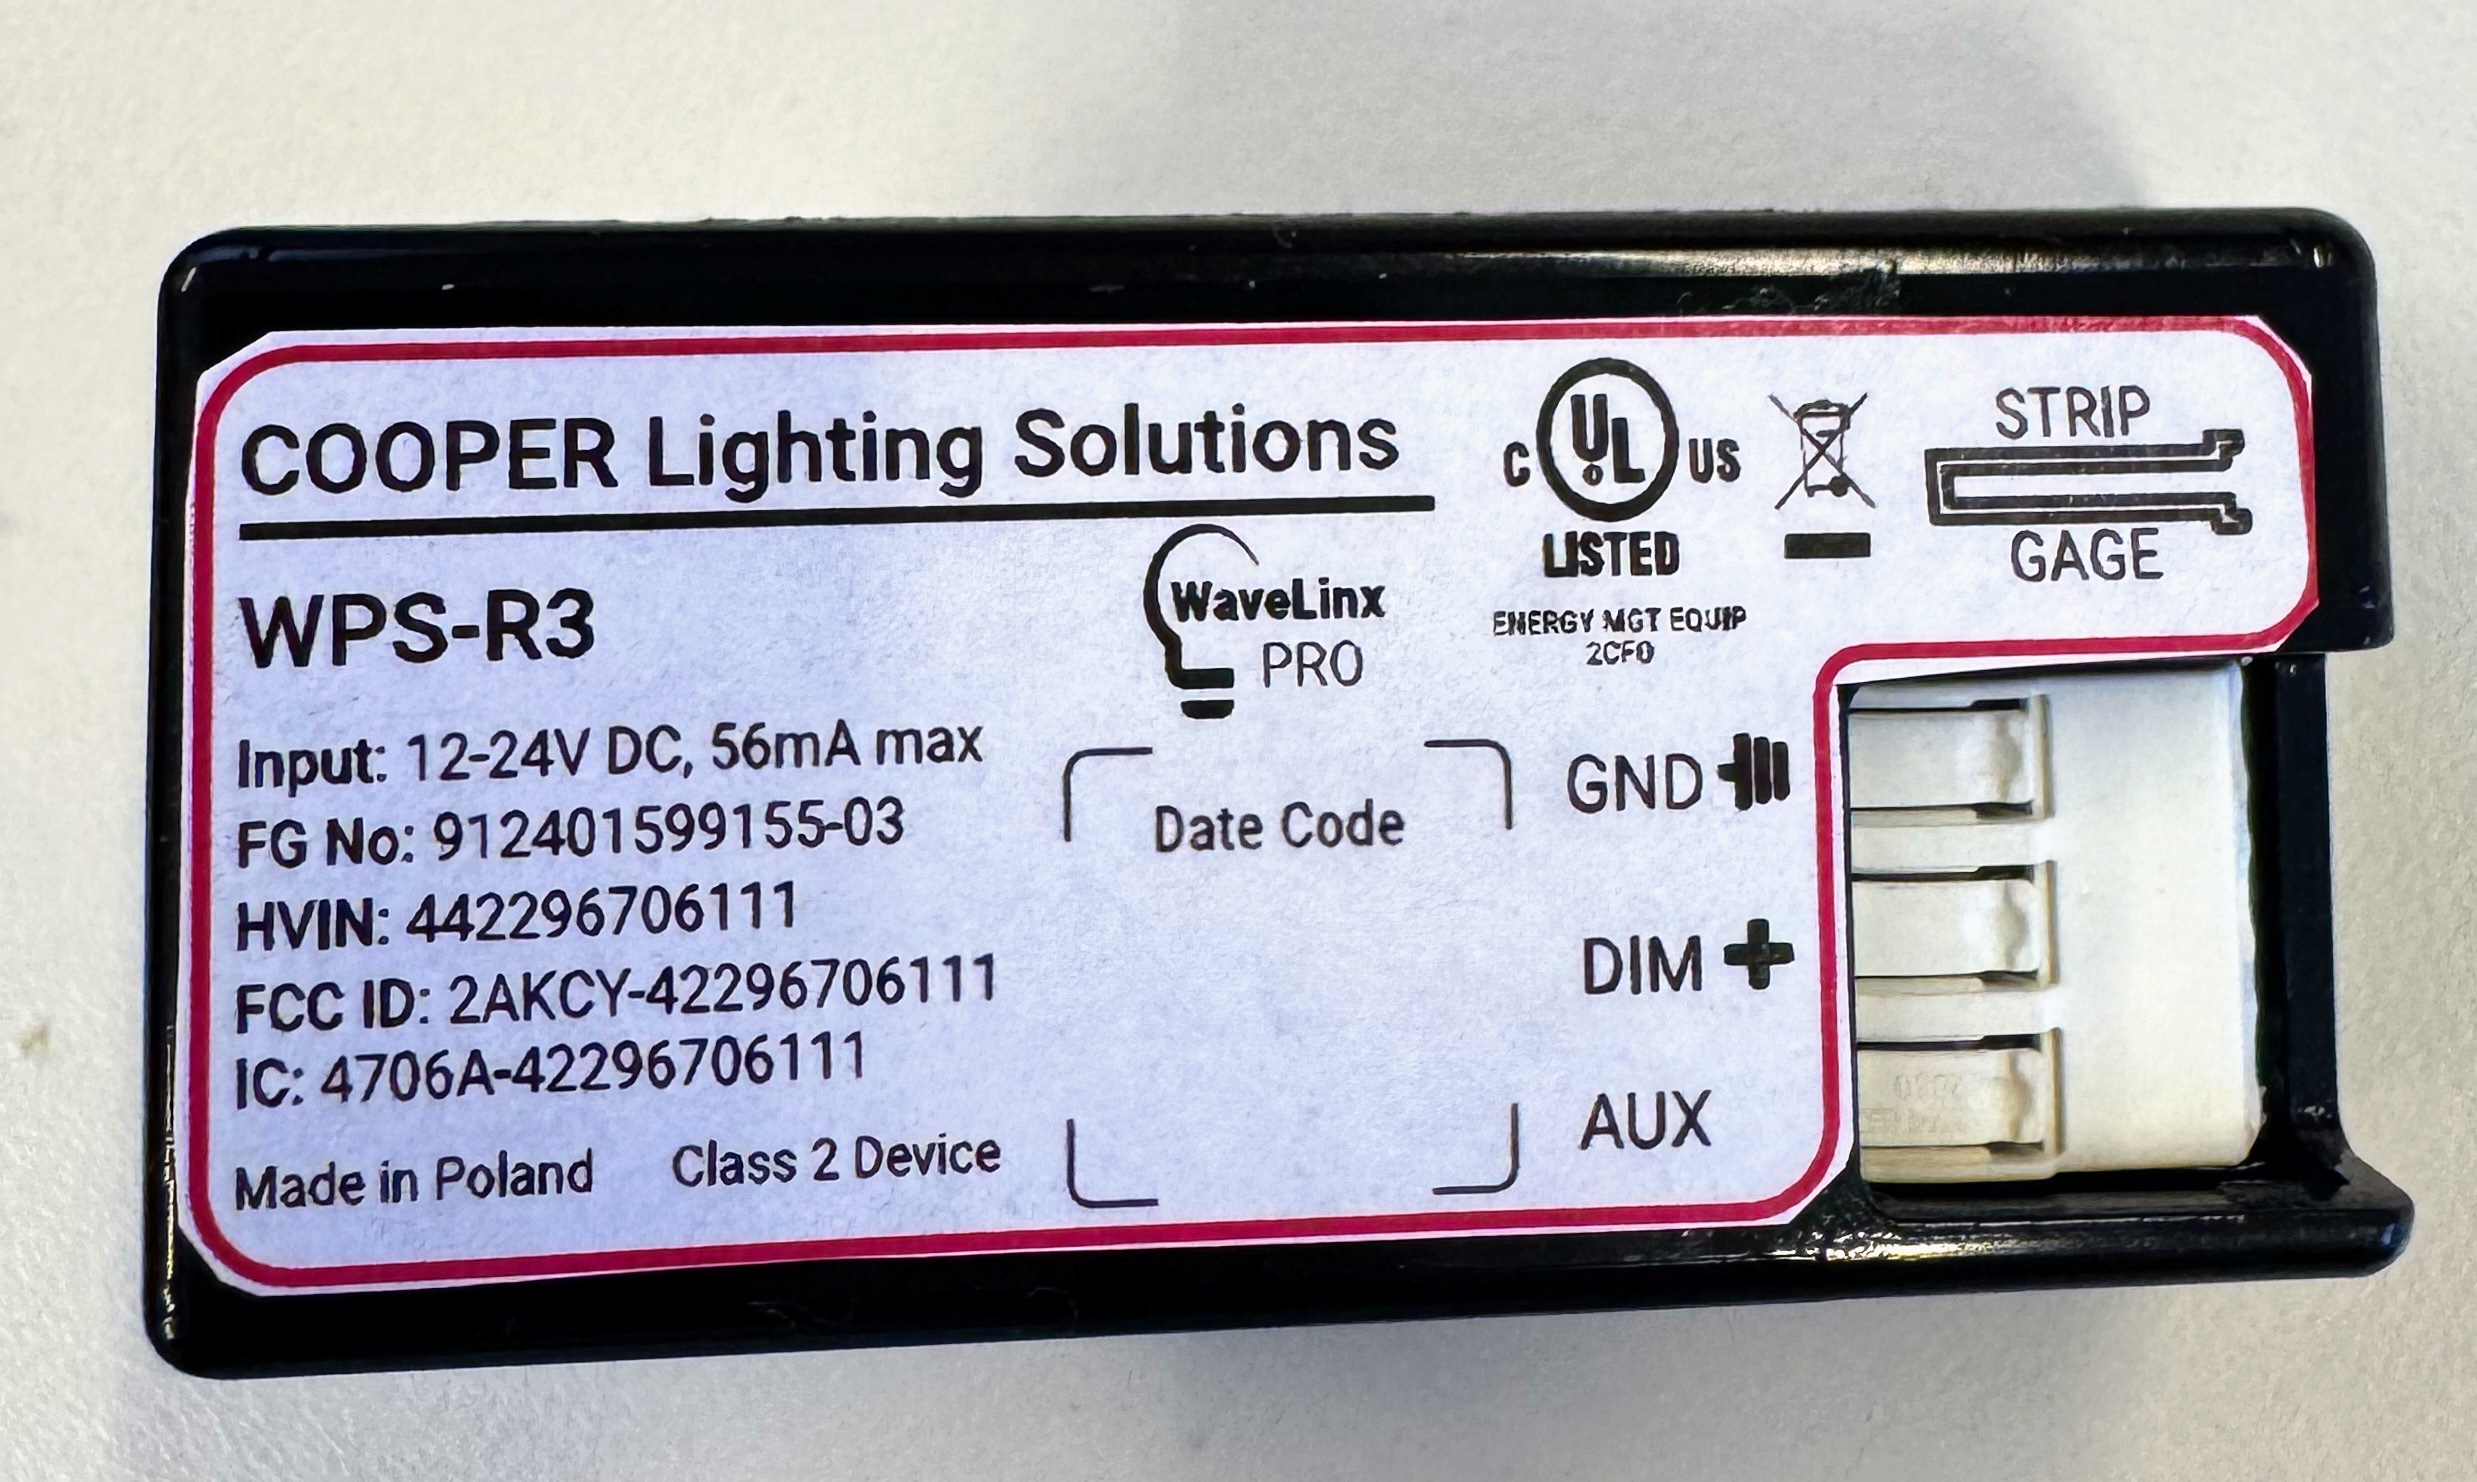 COOPER Lighting Solutions
WPS-R3
Input: 12-24V DC, 56mA max
FG No: 912401599155-03
HVIN: 442296706111
FCC ID: 2AKCY-42296706111
IC: 4706A-42296706111
Made in Poland Class 2 Device
WaveLinx
PRO
Date Code
C UL US
LISTED
ENERGY MGT EQUIP
2CF0
STRIP
GAGE
GND
DIM +
AUX